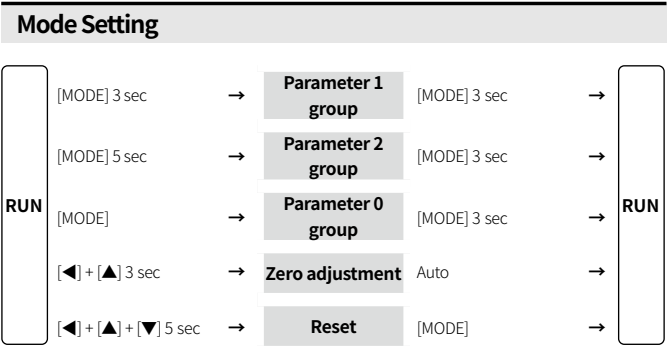 Mode Setting
RUN
[MODE] 3 sec → Parameter 1 group [MODE] 3 sec →
[MODE] 5 sec → Parameter 2 group [MODE] 3 sec →
[MODE] → Parameter 0 group [MODE] 3 sec →
[◀] + [▲] 3 sec → Zero adjustment Auto →
[◀] + [▲] + [▼] 5 sec → Reset [MODE] →
RUN